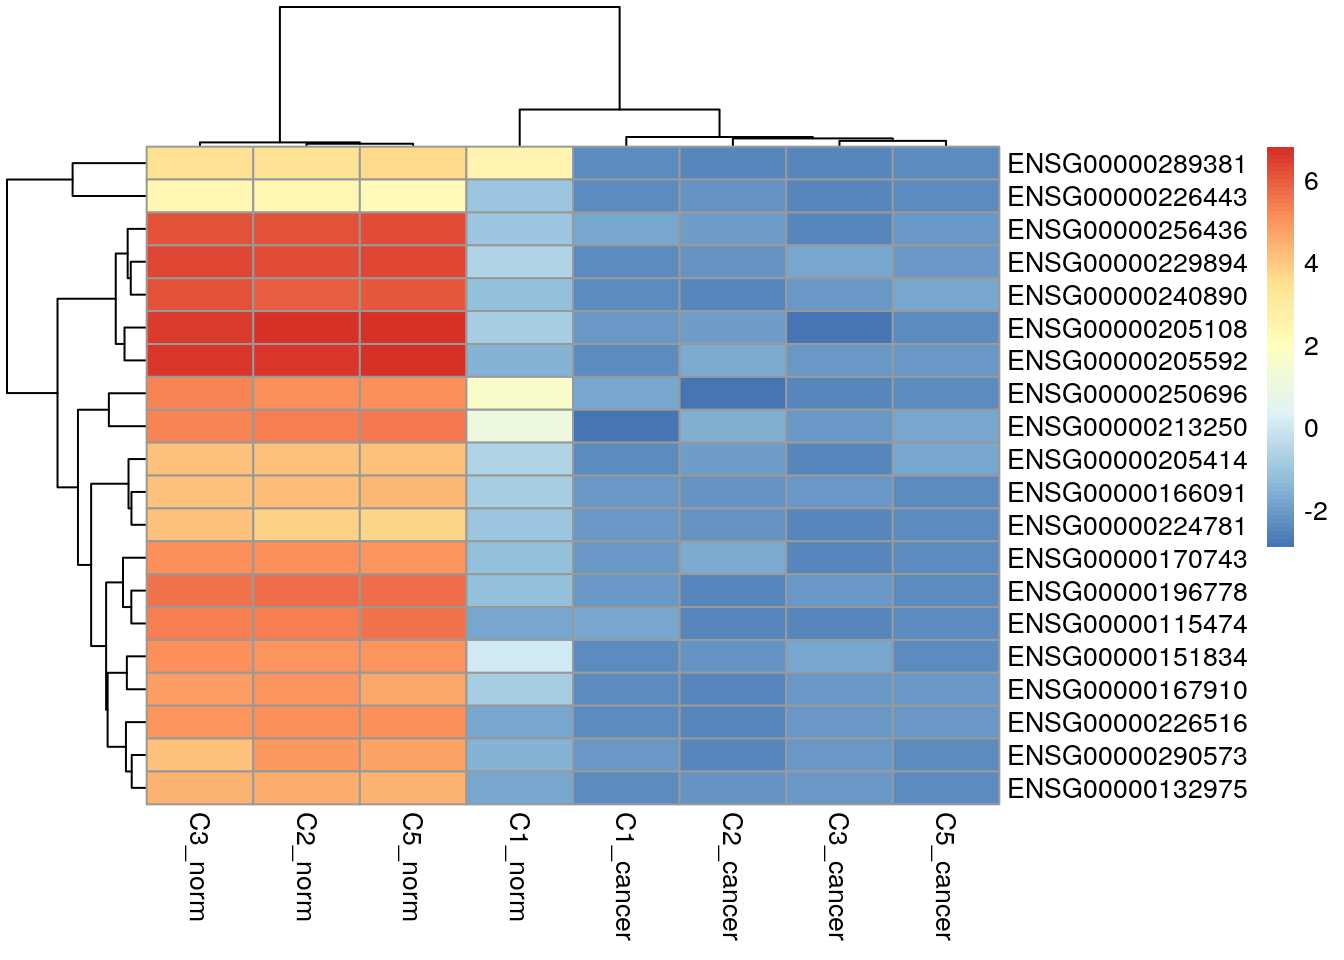 ENSG00000289381
ENSG00000226443
ENSG00000256436
ENSG00000229894
ENSG00000240890
ENSG00000205108
ENSG00000205592
ENSG00000250696
ENSG00000213250
ENSG00000205414
ENSG00000166091
ENSG00000224781
ENSG00000170743
ENSG00000196778
ENSG00000115474
ENSG00000151834
ENSG00000167910
ENSG00000226516
ENSG00000290573
ENSG00000132975
6
4
2
0
-2
C3_norm
C2_norm
C5_norm
C1_norm
C1_cancer
C2_cancer
C3_cancer
C5_cancer